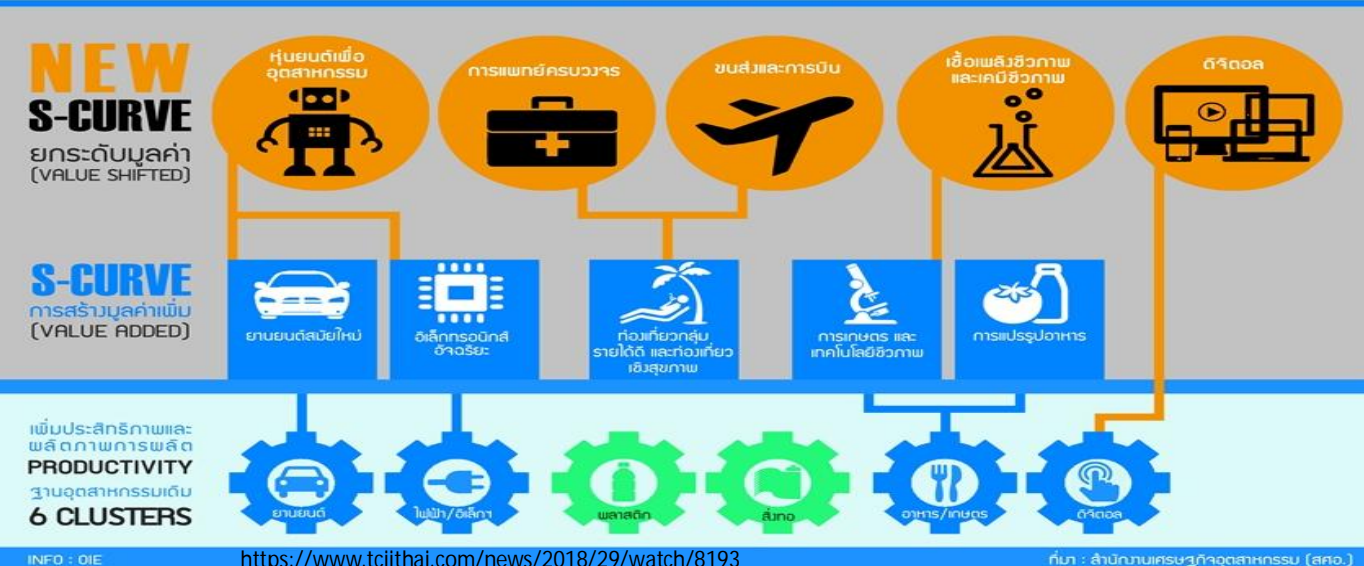 NEW
S-CURVE
ยกระดับมูลค่า
(VALUE SHIFTED)
หุ่นยนต์เพื่อ
อุตสาหกรรม
การแพทย์ครบวงจร
ขนส่งและการบิน
เชื้อเพลิงชีวภาพ
และเคมีชีวภาพ
ดิจิตอล
S-CURVE
การสร้างมูลค่าเพิ่ม
(VALUE ADDED)
ยานยนต์สมัยใหม่
อิเล็กทรอนิกส์
อัจฉริยะ
ท่องเที่ยวกลุ่ม
รายได้ดี และท่องเที่ยว
เชิงสุขภาพ
การเกษตร และ
เทคโนโลยีชีวภาพ
การแปรรูปอาหาร
เพิ่มประสิทธิภาพและ
ผลิตภาพการผลิต
PRODUCTIVITY
ฐานอุตสาหกรรมเดิม
6 CLUSTERS
ยานยนต์
ไฟฟ้า/อิเล็กฯ
พลาสติก
สิ่งทอ
อาหาร/เกษตร
ดิจิตอล
INFO : OIE
https://www.tcijthai.com/news/2018/29/watch/8193
ที่มา : สำนักงานเศรษฐกิจอุตสาหกรรม (สศอ.)